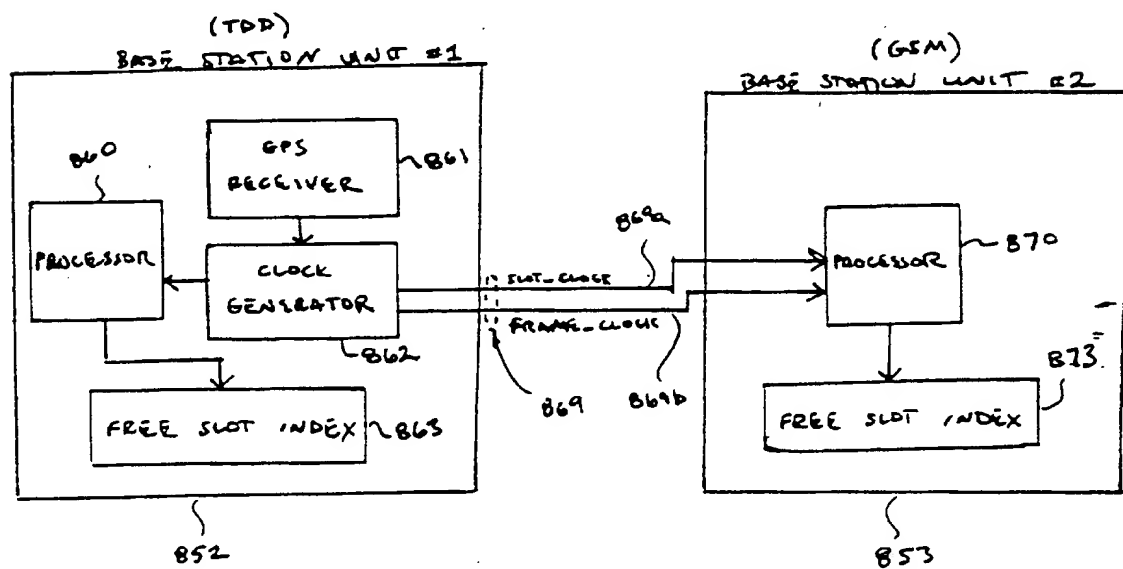 (TDD)
BASE STATION UNIT #1
(GSM)
BASE STATION UNIT #2
860
GPS
RECEIVER
861
PROCESSOR
CLOCK
GENERATOR
862
869a
SLOT_CLOCK
FRAME_CLOCK
869
869b
PROCESSOR
870
FREE SLOT INDEX
863
FREE SLOT INDEX
873
852
853